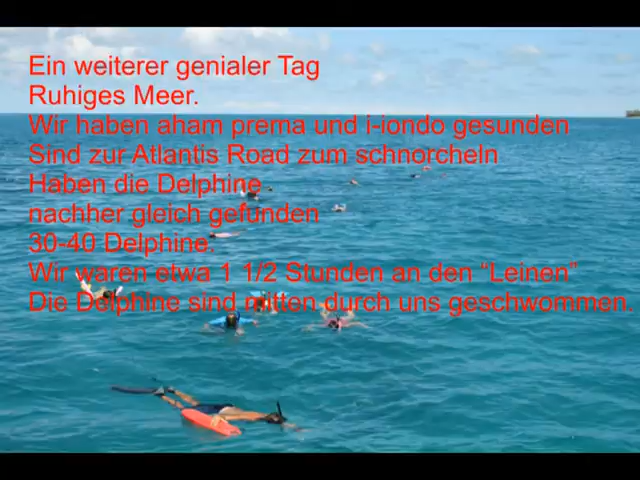 Ein weiterer genialer Tag
Ruhiges Meer.
Wir haben aham prema und i-iondo gesunden
Sind zur Atlantis Road zum schnorcheln
Haben die Delphine
nachher gleich gefunden
30-40 Delphine.
Wir waren etwa 1 1/2 Stunden an den “Leinen”
Die Delphine sind mitten durch uns geschwommen.